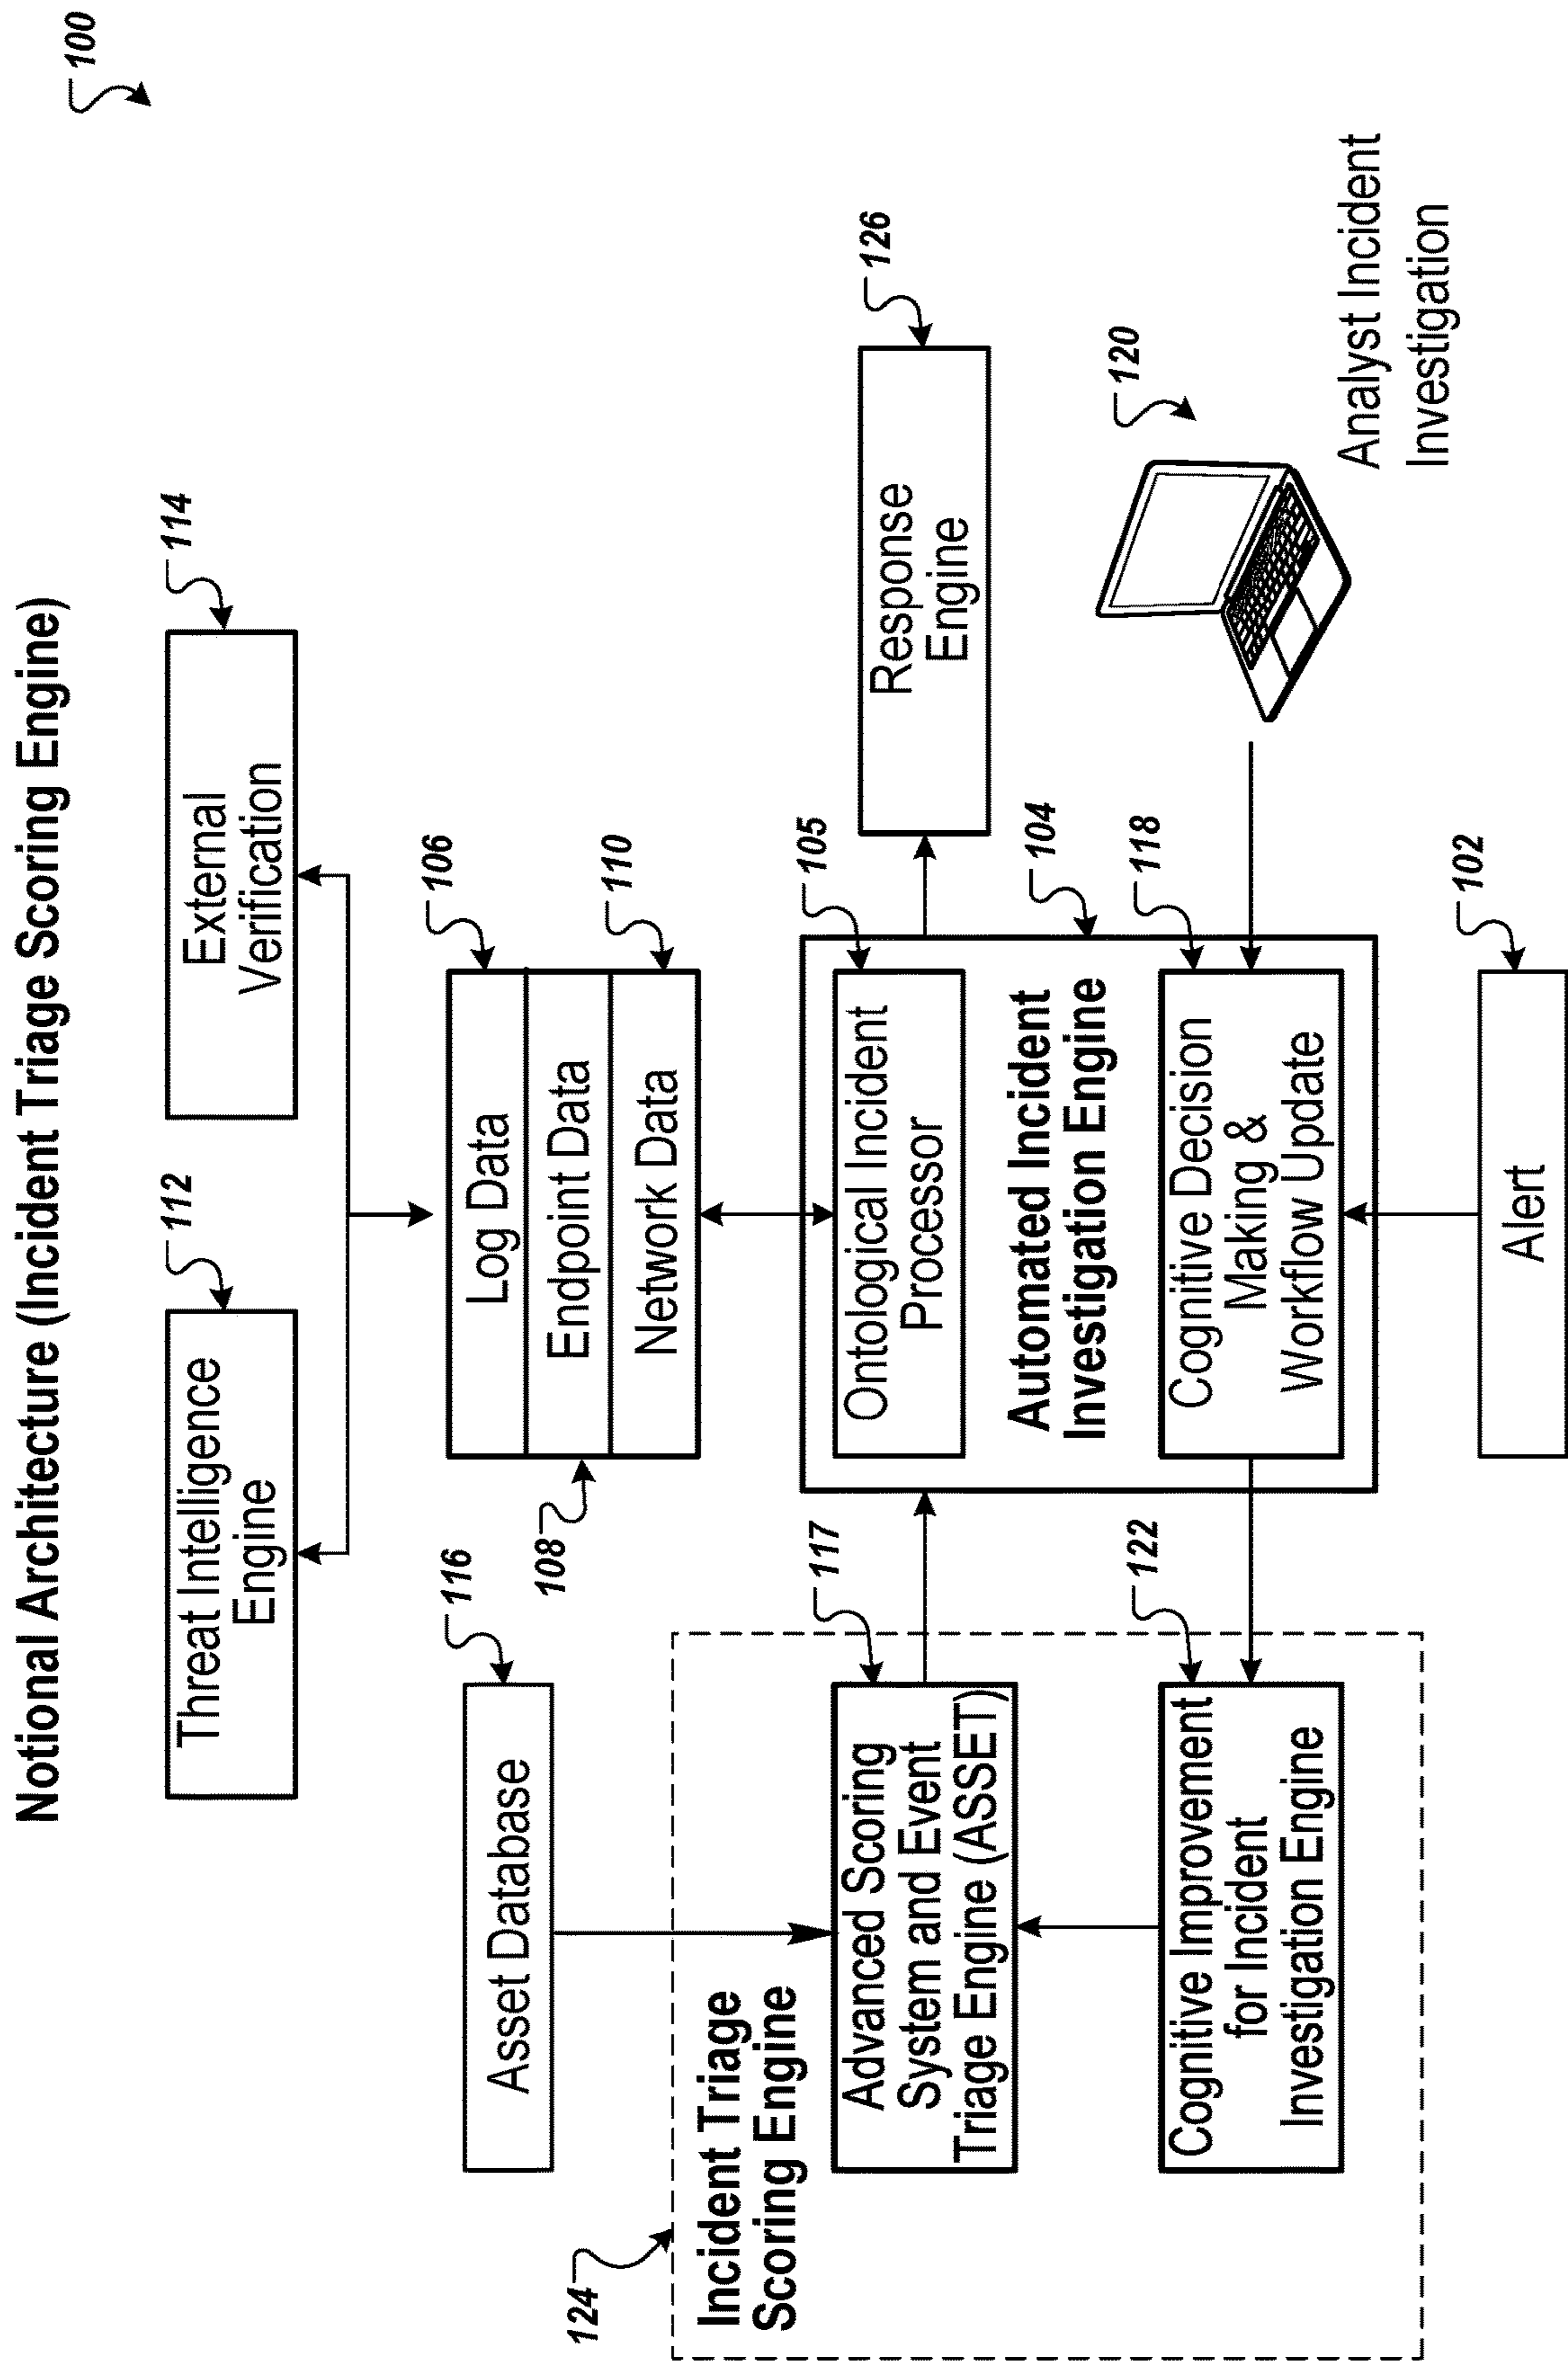 Notional Architecture (Incident Triage Scoring Engine)
100
112
114
Threat Intelligence
Engine
External
Verification
116
106
Asset Database
Log Data
Endpoint Data
Network Data
108
110
124
Incident Triage
Scoring Engine
117
Advanced Scoring
System and Event
Triage Engine (ASSET)
105
Ontological Incident
Processor
126
Response
Engine
104
Automated Incident
Investigation Engine
122
Cognitive Improvement
for Incident
Investigation Engine
118
Cognitive Decision
Making &
Workflow Update
120
Analyst Incident
Investigation
102
Alert